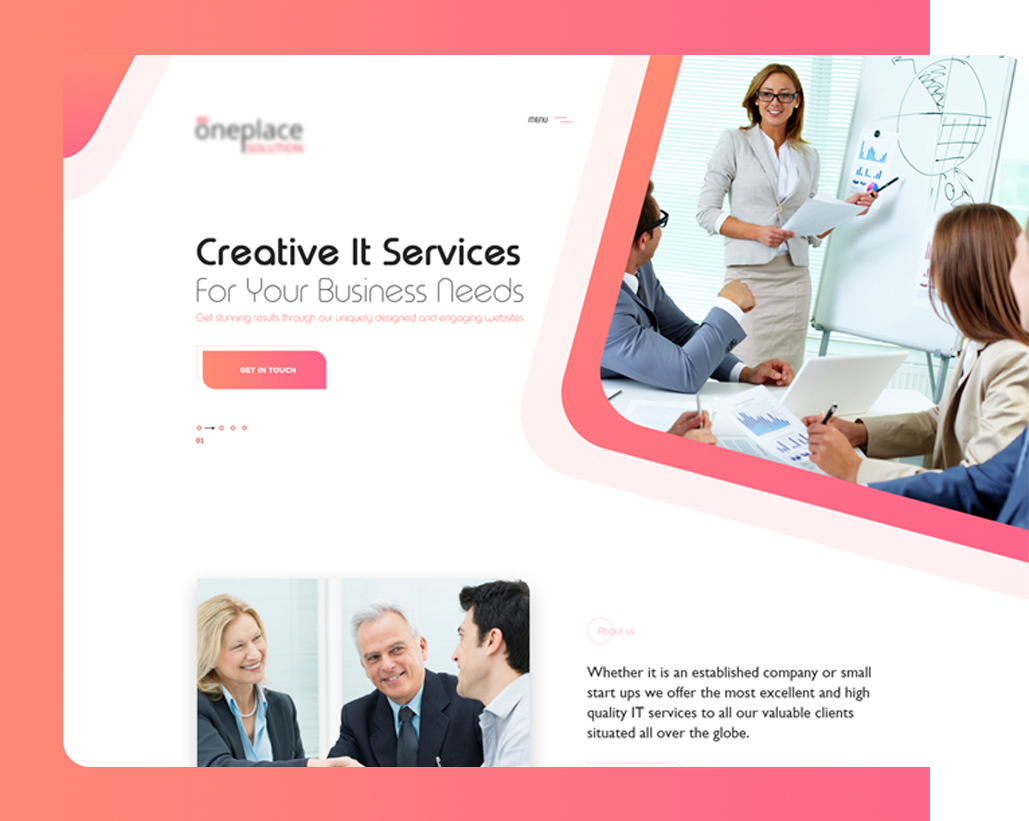 oneplace
SOLUTION
MENU
Creative It Services
For Your Business Needs
Get stunning results through our uniquely designed and engaging websites
GET IN TOUCH
01
About us
Whether it is an established company or small
start ups we offer the most excellent and high
quality IT services to all our valuable clients
situated all over the globe.